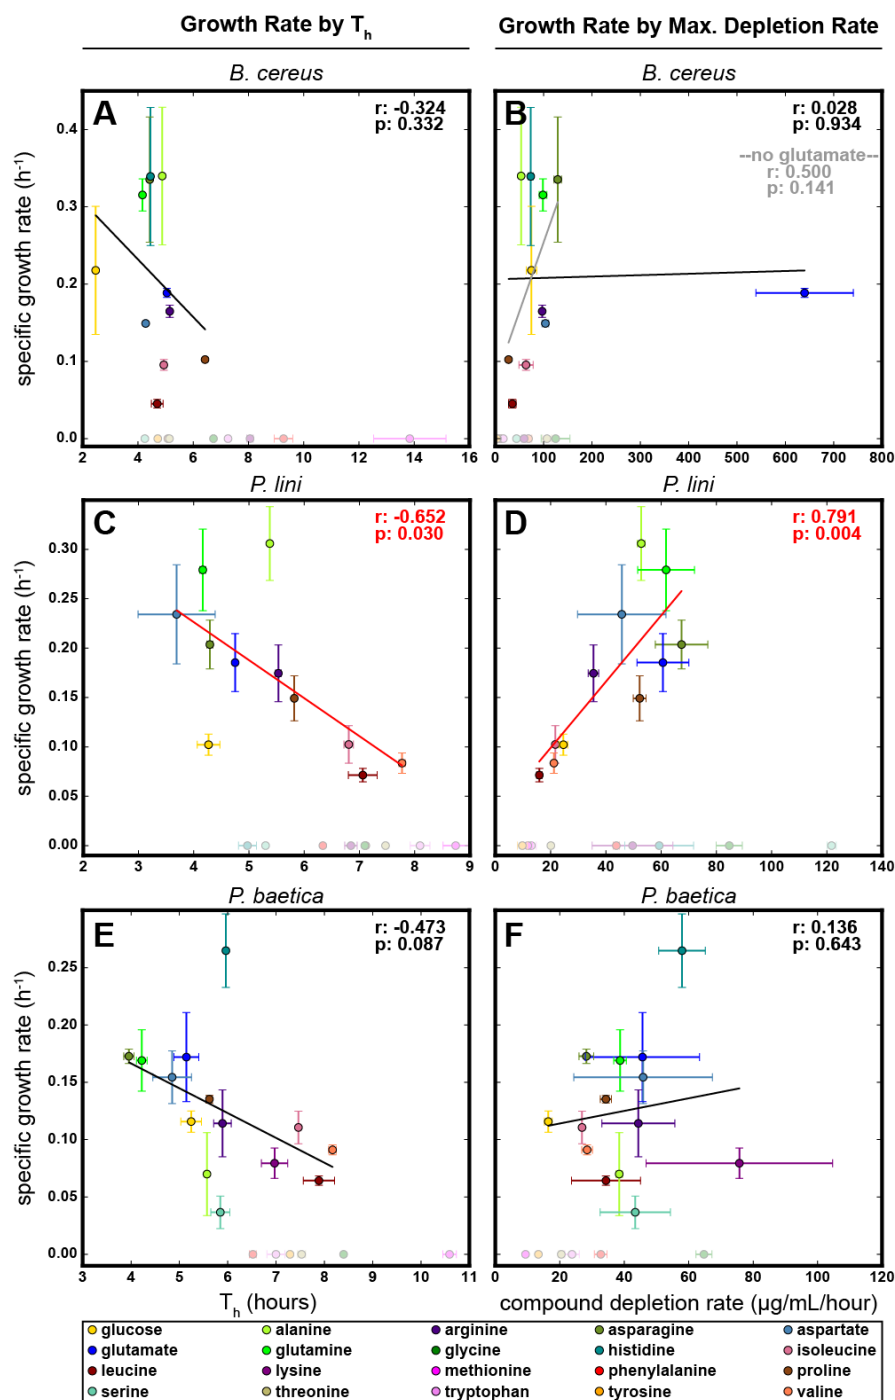 Growth Rate by Th
Growth Rate by Max. Depletion Rate
B. cereus
B. cereus
A
r: -0.324
p: 0.332
B
r: 0.028
p: 0.934
--no glutamate--
r: 0.500
p: 0.141
specific growth rate (h-1)
0.4
0.3
0.2
0.1
0.0
2 4 6 8 10 12 14 16
0 100 200 300 400 500 600 700 800
P. lini
P. lini
C
r: -0.652
p: 0.030
D
r: 0.791
p: 0.004
specific growth rate (h-1)
0.30
0.25
0.20
0.15
0.10
0.05
0.00
2 3 4 5 6 7 8 9
0 20 40 60 80 100 120 140
P. baetica
P. baetica
E
r: -0.473
p: 0.087
F
r: 0.136
p: 0.643
specific growth rate (h-1)
0.25
0.20
0.15
0.10
0.05
0.00
3 4 5 6 7 8 9 10 11
0 20 40 60 80 100 120
Th (hours)
compound depletion rate (µg/mL/hour)
glucose alanine arginine asparagine aspartate
glutamate glutamine glycine histidine isoleucine
leucine lysine methionine phenylalanine proline
serine threonine tryptophan tyrosine valine